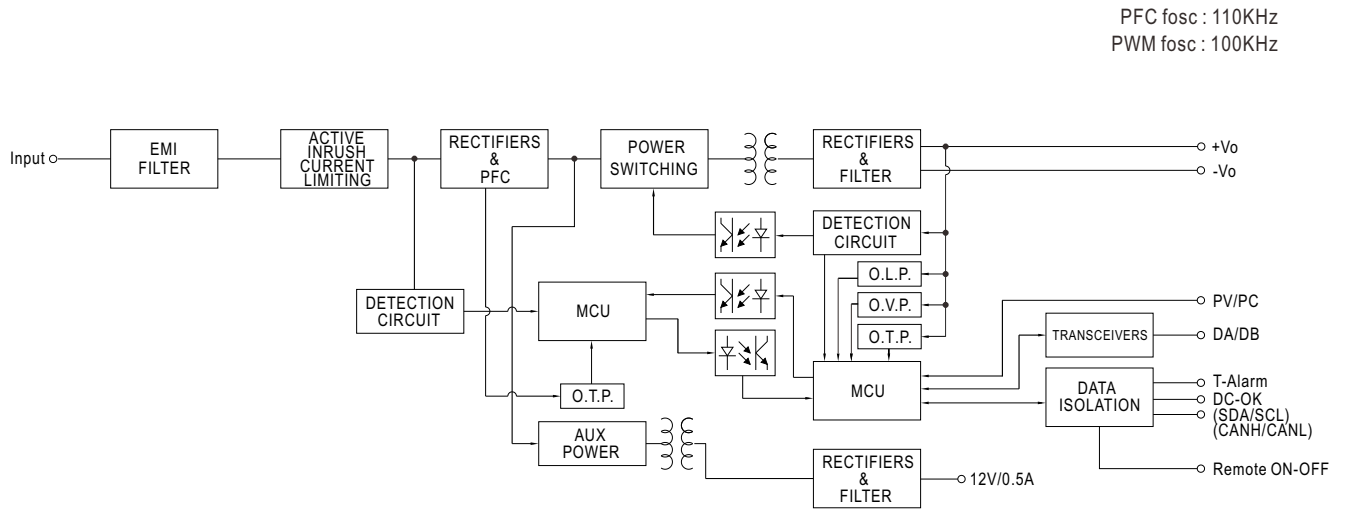 PFC fosc : 110KHz
PWM fosc : 100KHz
Input
EMI
FILTER
ACTIVE
INRUSH
CURRENT
LIMITING
RECTIFIERS
&
PFC
POWER
SWITCHING
RECTIFIERS
&
FILTER
+Vo
-Vo
DETECTION
CIRCUIT
O.L.P.
O.V.P.
O.T.P.
DETECTION
CIRCUIT
MCU
O.T.P.
MCU
PV/PC
TRANSCEIVERS
DA/DB
DATA
ISOLATION
T-Alarm
DC-OK
(SDA/SCL)
(CANH/CANL)
Remote ON-OFF
AUX
POWER
RECTIFIERS
&
FILTER
12V/0.5A